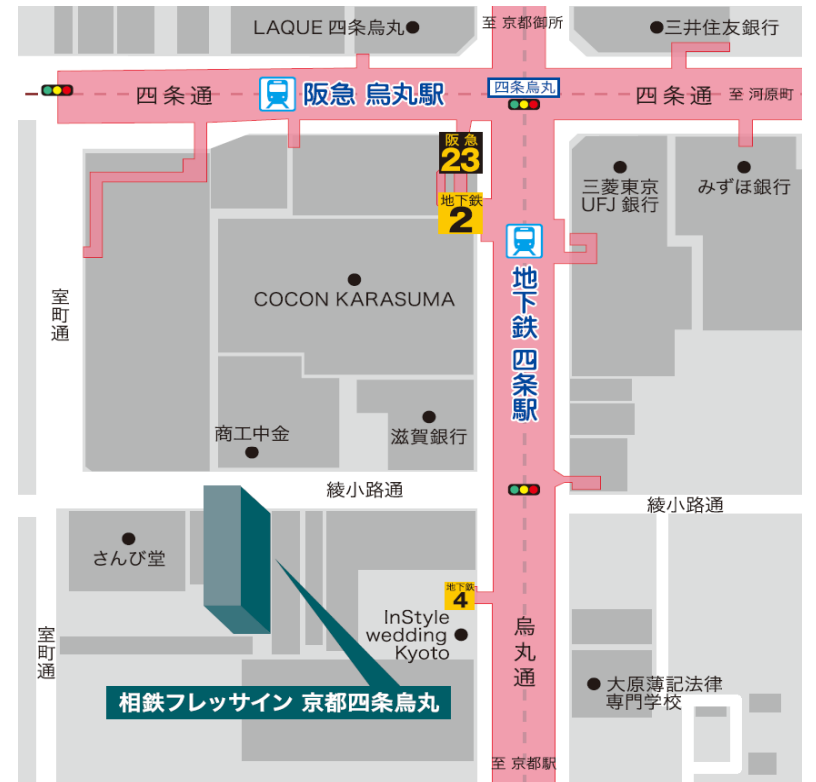 LAQUE 四条烏丸
至 京都御所
三井住友銀行
四条通
阪急 烏丸駅
四条烏丸
四条通
至 河原町
阪急
23
地下鉄
2
三菱東京
UFJ 銀行
みずほ銀行
地下鉄 四条駅
室町通
COCON KARASUMA
商工中金
滋賀銀行
綾小路通
綾小路通
さんび堂
地下鉄
4
InStyle
wedding
Kyoto
烏丸通
室町通
大原簿記法律
専門学校
相鉄フレッサイン 京都四条烏丸
至 京都駅